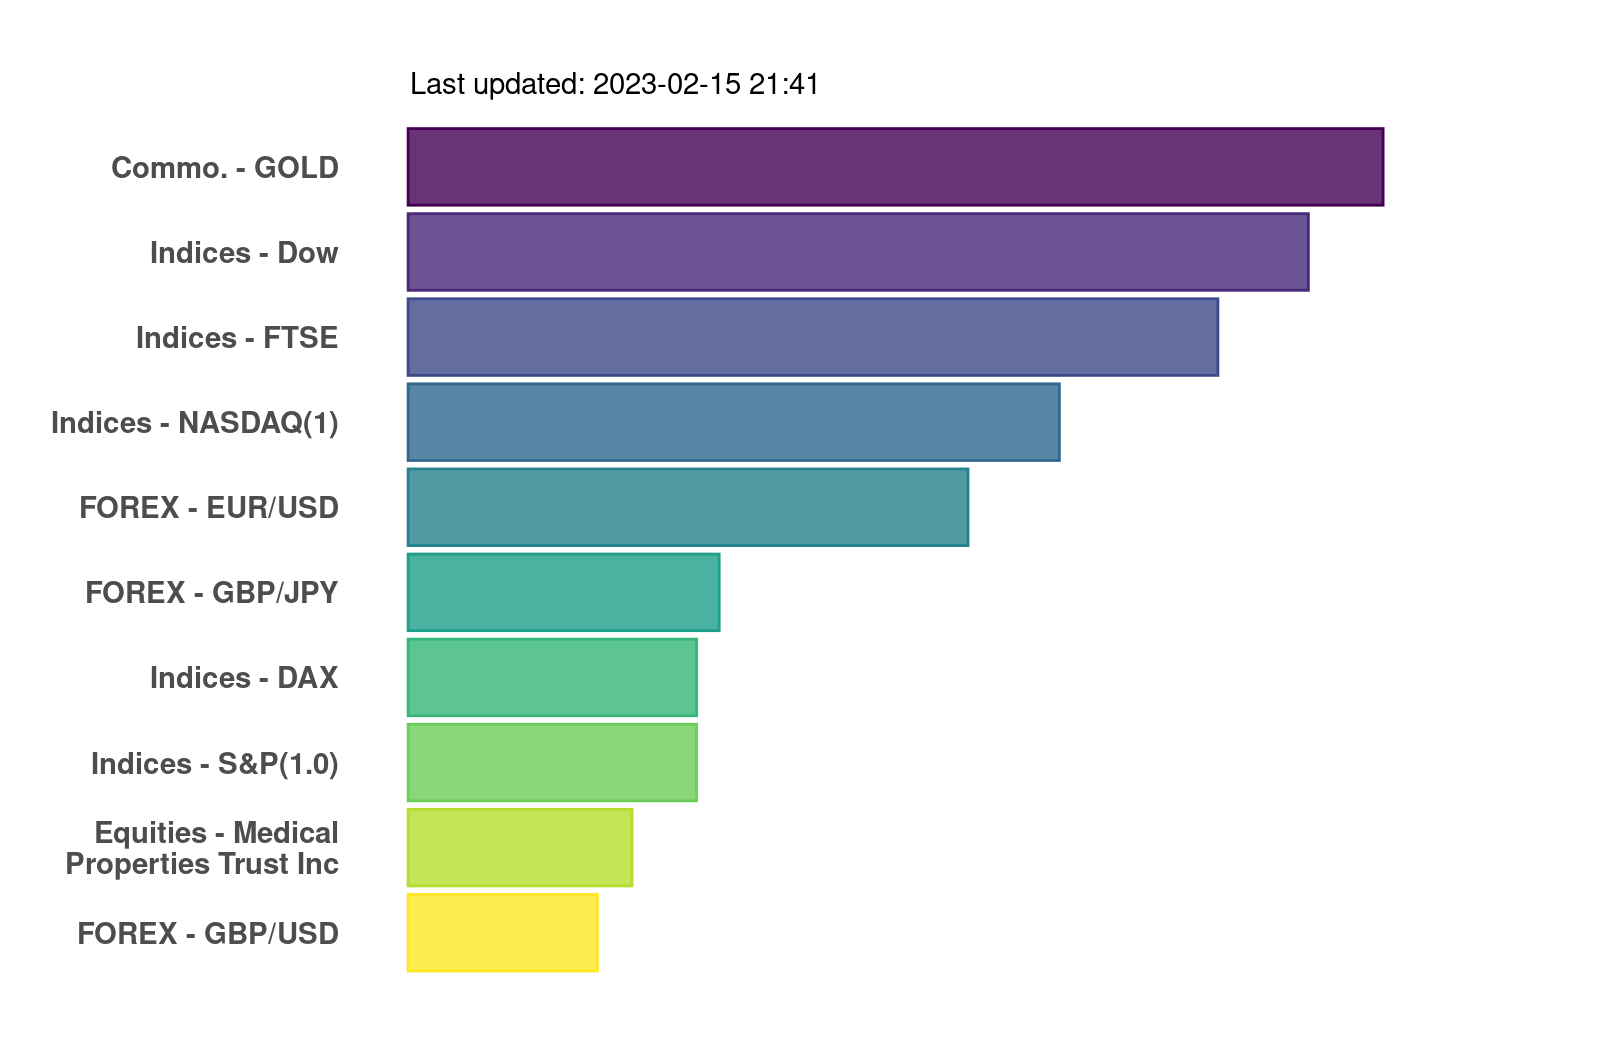 Last updated: 2023-02-15 21:41
Commo. - GOLD
Indices - Dow
Indices - FTSE
Indices - NASDAQ(1)
FOREX - EUR/USD
FOREX - GBP/JPY
Indices - DAX
Indices - S&P(1.0)
Equities - Medical
Properties Trust Inc
FOREX - GBP/USD